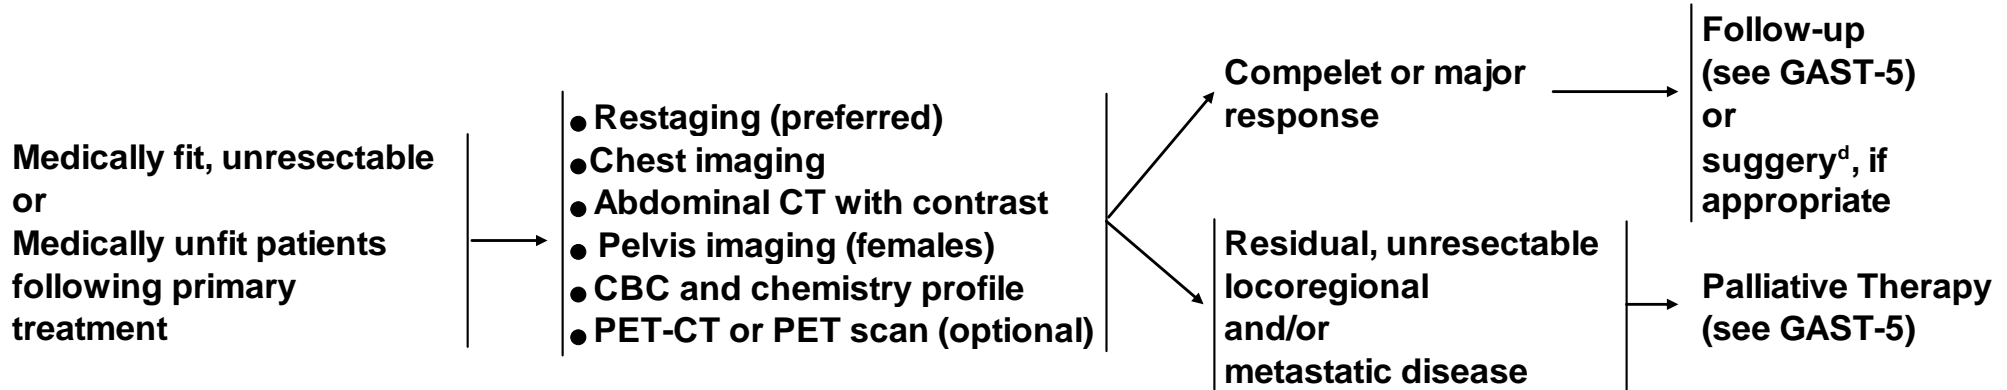 Medically fit, unresectable
or
Medically unfit patients
following primary
treatment
● Restaging (preferred)
●Chest imaging
● Abdominal CT with contrast
● Pelvis imaging (females)
● CBC and chemistry profile
● PET-CT or PET scan (optional)
Compelet or major
response
Follow-up
(see GAST-5)
or
suggeryᵈ, if
appropriate
Residual, unresectable
locoregional
and/or
metastatic disease
Palliative Therapy
(see GAST-5)